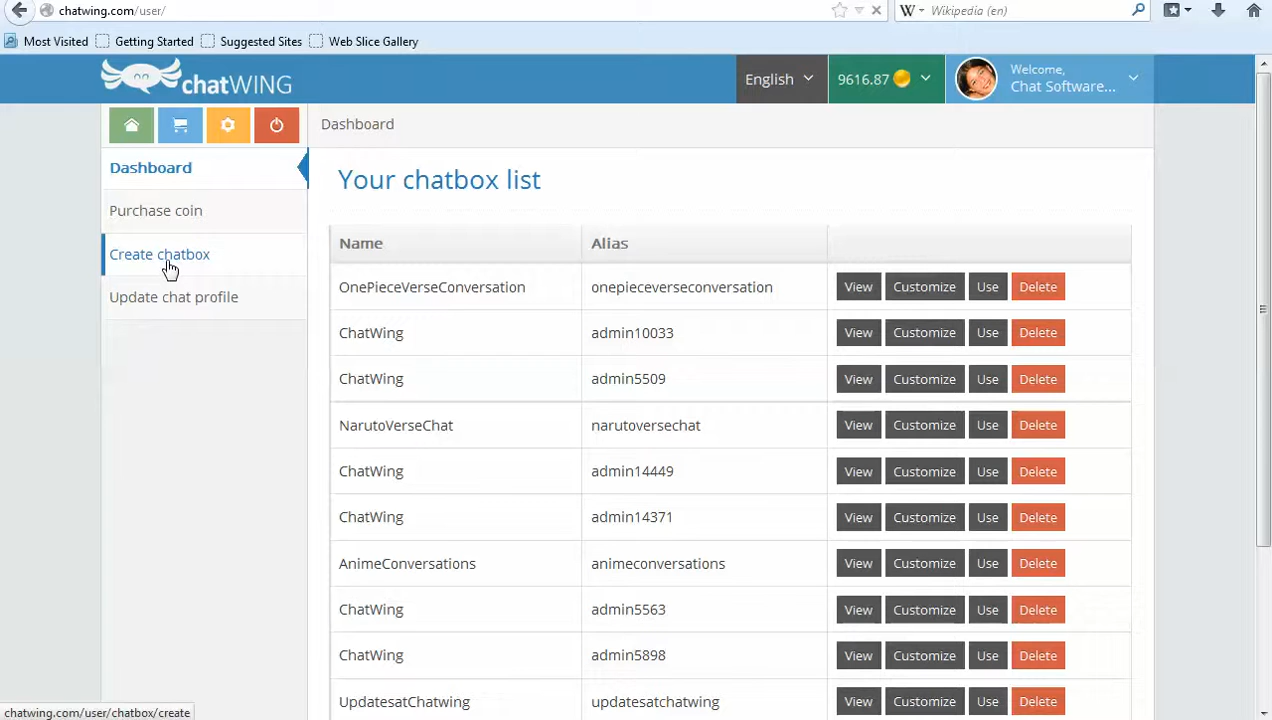 chatwing.com/user/
Wikipedia (en)
Most Visited Getting Started Suggested Sites Web Slice Gallery
chatWING English 9616.87 Welcome,
Chat Software...
Dashboard
Dashboard
Purchase coin
Create chatbox
Update chat profile
Your chatbox list
Name Alias
OnePieceVerseConversation onepieceverseconversation View Customize Use Delete
ChatWing admin10033 View Customize Use Delete
ChatWing admin5509 View Customize Use Delete
NarutoVerseChat narutoversechat View Customize Use Delete
ChatWing admin14449 View Customize Use Delete
ChatWing admin14371 View Customize Use Delete
AnimeConversations animeconversations View Customize Use Delete
ChatWing admin5563 View Customize Use Delete
ChatWing admin5898 View Customize Use Delete
UpdatesatChatwing updatesatchatwing View Customize Use Delete
chatwing.com/user/chatbox/create